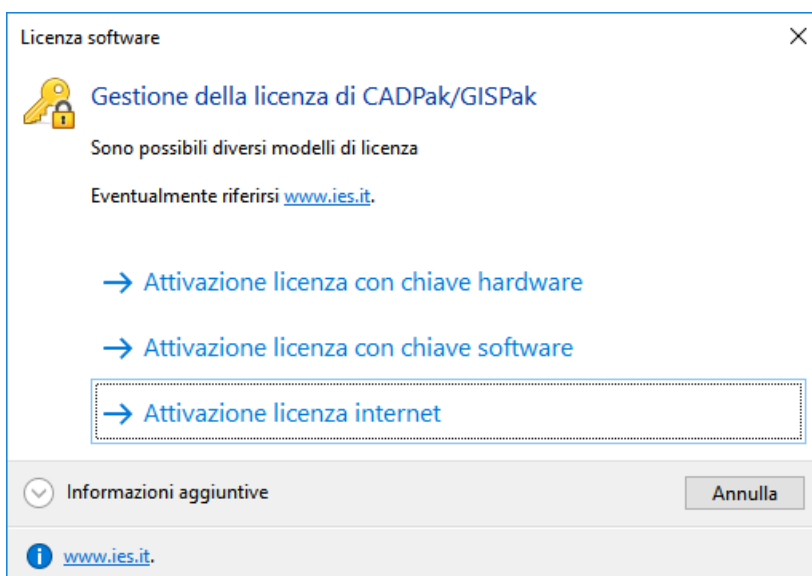 Licenza software
Gestione della licenza di CADPak/GISPak
Sono possibili diversi modelli di licenza
Eventualmente riferirsi www.ies.it.
Attivazione licenza con chiave hardware
Attivazione licenza con chiave software
Attivazione licenza internet
Informazioni aggiuntive
Annulla
www.ies.it.